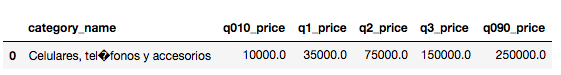 category_name q010_price q1_price q2_price q3_price q090_price
0 Celulares, tel�fonos y accesorios 10000.0 35000.0 75000.0 150000.0 250000.0